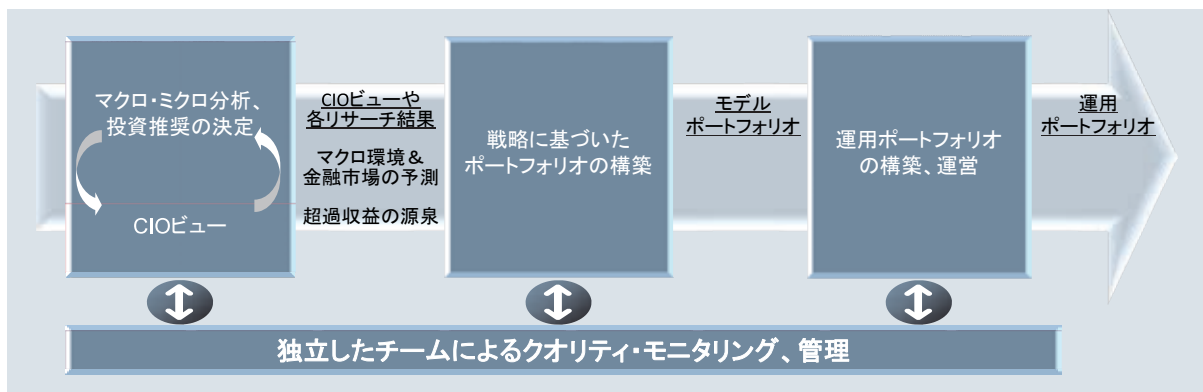 マクロ・ミクロ分析、
投資推奨の決定
CIOビュー
CIOビューや
各リサーチ結果
マクロ環境＆
金融市場の予測
超過収益の源泉
戦略に基づいた
ポートフォリオの構築
モデル
ポートフォリオ
運用ポートフォリオ
の構築、運営
運用
ポートフォリオ
独立したチームによるクオリティ・モニタリング、管理